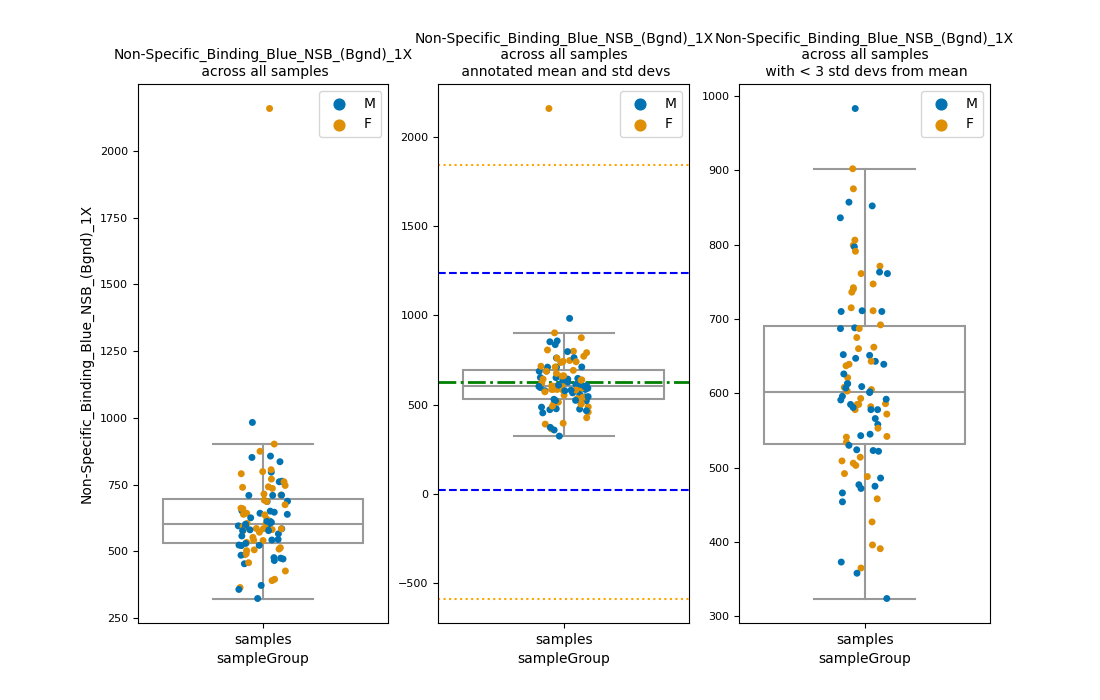 Non-Specific_Binding_Blue_NSB_(Bgnd)_1X
across all samples
M
F
2000
1750
1500
1250
1000
750
500
250
Non-Specific_Binding_Blue_NSB_(Bgnd)_1X
samples
sampleGroup
Non-Specific_Binding_Blue_NSB_(Bgnd)_1X
across all samples
annotated mean and std devs
M
F
2000
1500
1000
500
0
−500
samples
sampleGroup
Non-Specific_Binding_Blue_NSB_(Bgnd)_1X
across all samples
with < 3 std devs from mean
M
F
1000
900
800
700
600
500
400
300
samples
sampleGroup